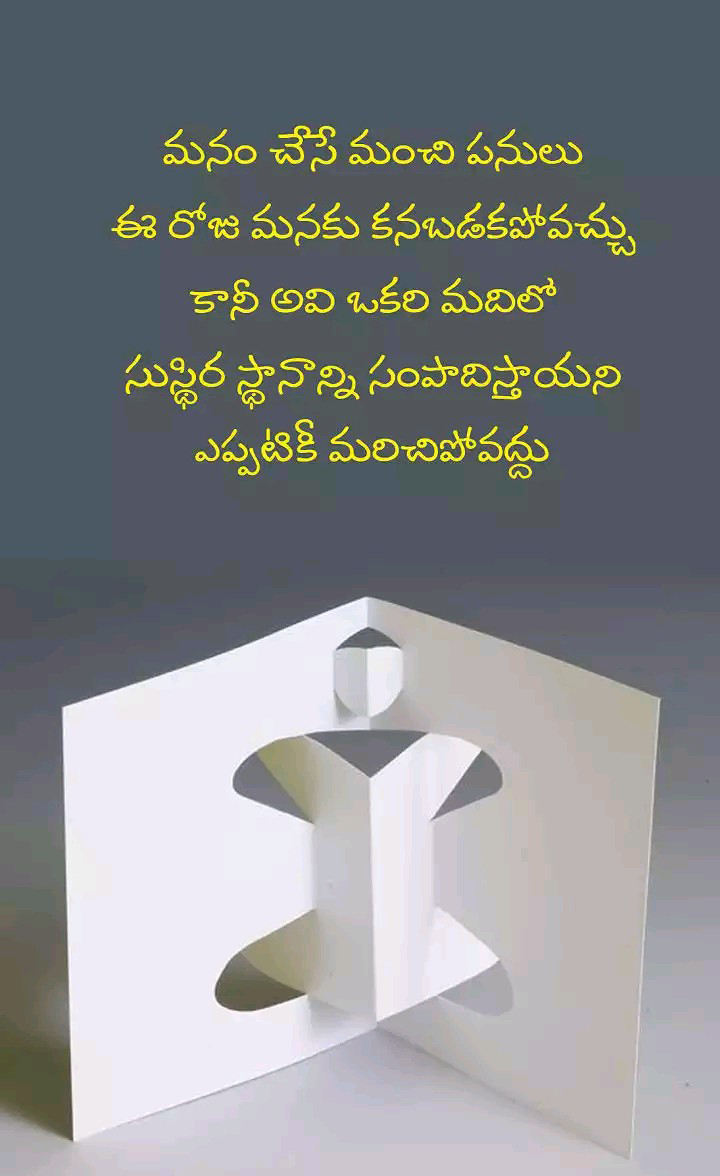 మనం చేసే మంచి పనులు
ఈ రోజు మనకు కనబడకపోవచ్చు
కానీ అవి ఒకరి మదిలో
సుస్థిర స్థానాన్ని సంపాదిస్తాయని
ఎప్పటికీ మరిచిపోవద్దు